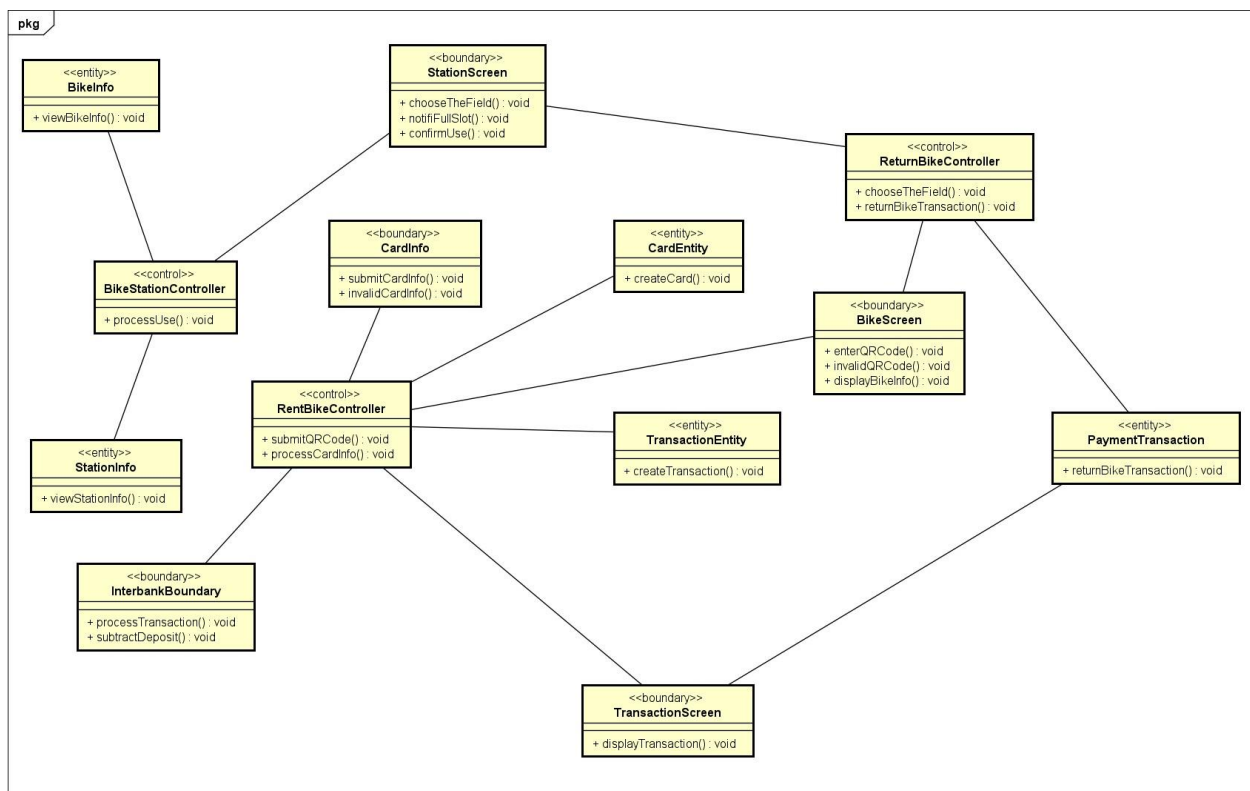 pkg
<<entity>>
BikeInfo
+ viewBikeInfo() : void
<<boundary>>
StationScreen
+ chooseTheField() : void
+ notifiFullSlot() : void
+ confirmUse() : void
<<control>>
ReturnBikeController
+ chooseTheField() : void
+ returnBikeTransaction() : void
<<boundary>>
CardInfo
+ submitCardInfo() : void
+ invalidCardInfo() : void
<<entity>>
CardEntity
+ createCard() : void
<<control>>
BikeStationController
+ processUse() : void
<<boundary>>
BikeScreen
+ enterQRCode() : void
+ invalidQRCode() : void
+ displayBikeInfo() : void
<<control>>
RentBikeController
+ submitQRCode() : void
+ processCardInfo() : void
<<entity>>
TransactionEntity
+ createTransaction() : void
<<entity>>
PaymentTransaction
+ returnBikeTransaction() : void
<<entity>>
StationInfo
+ viewStationInfo() : void
<<boundary>>
InterbankBoundary
+ processTransaction() : void
+ subtractDeposit() : void
<<boundary>>
TransactionScreen
+ displayTransaction() : void